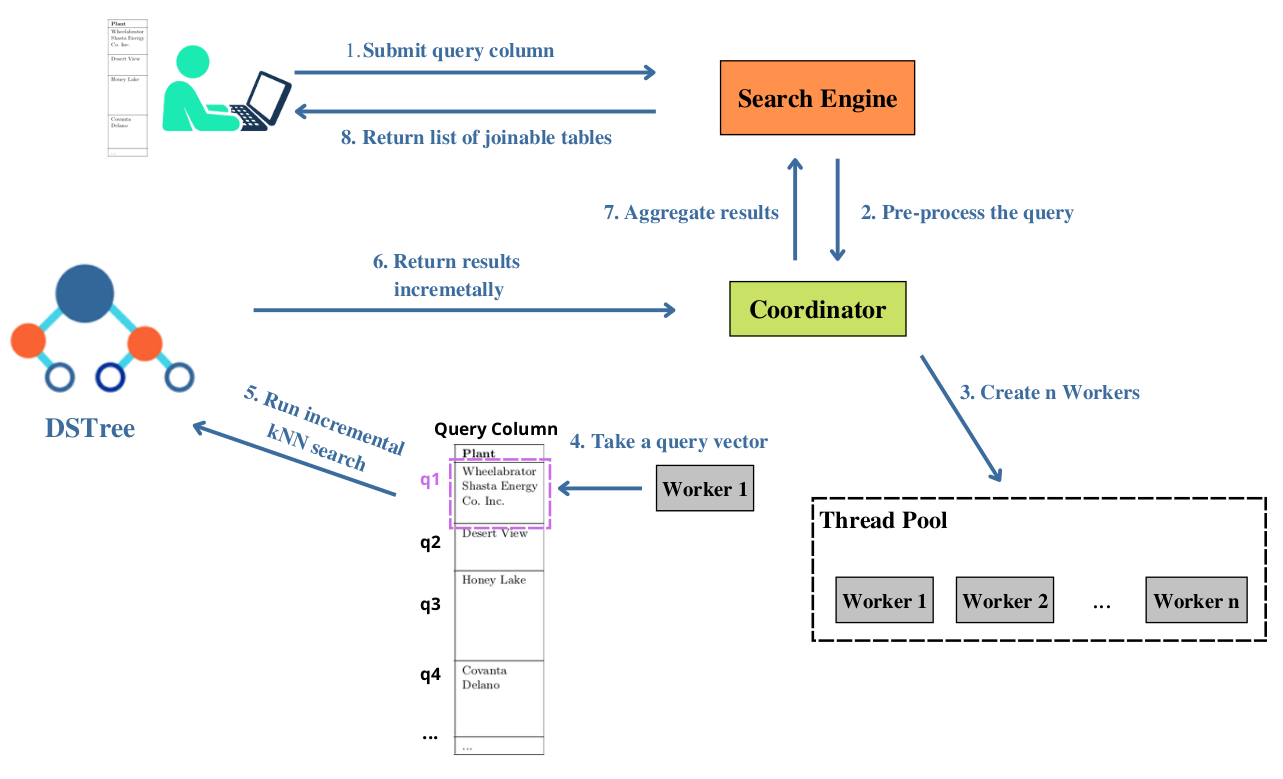 Plant
Wheelabrator
Shasta Energy
Co. Inc.
Desert View
Honey Lake
Covanta
Delano
...
1.Submit query column
8. Return list of joinable tables
Search Engine
7. Aggregate results
2. Pre-process the query
6. Return results
incremetally
Coordinator
DSTree
5. Run incremental
kNN search
3. Create n Workers
Query Column
4. Take a query vector
Plant
q1
Wheelabrator
Shasta Energy
Co. Inc.
Worker 1
q2
Desert View
q3
Honey Lake
q4
Covanta
Delano
...
...
Thread Pool
Worker 1
Worker 2
...
Worker n